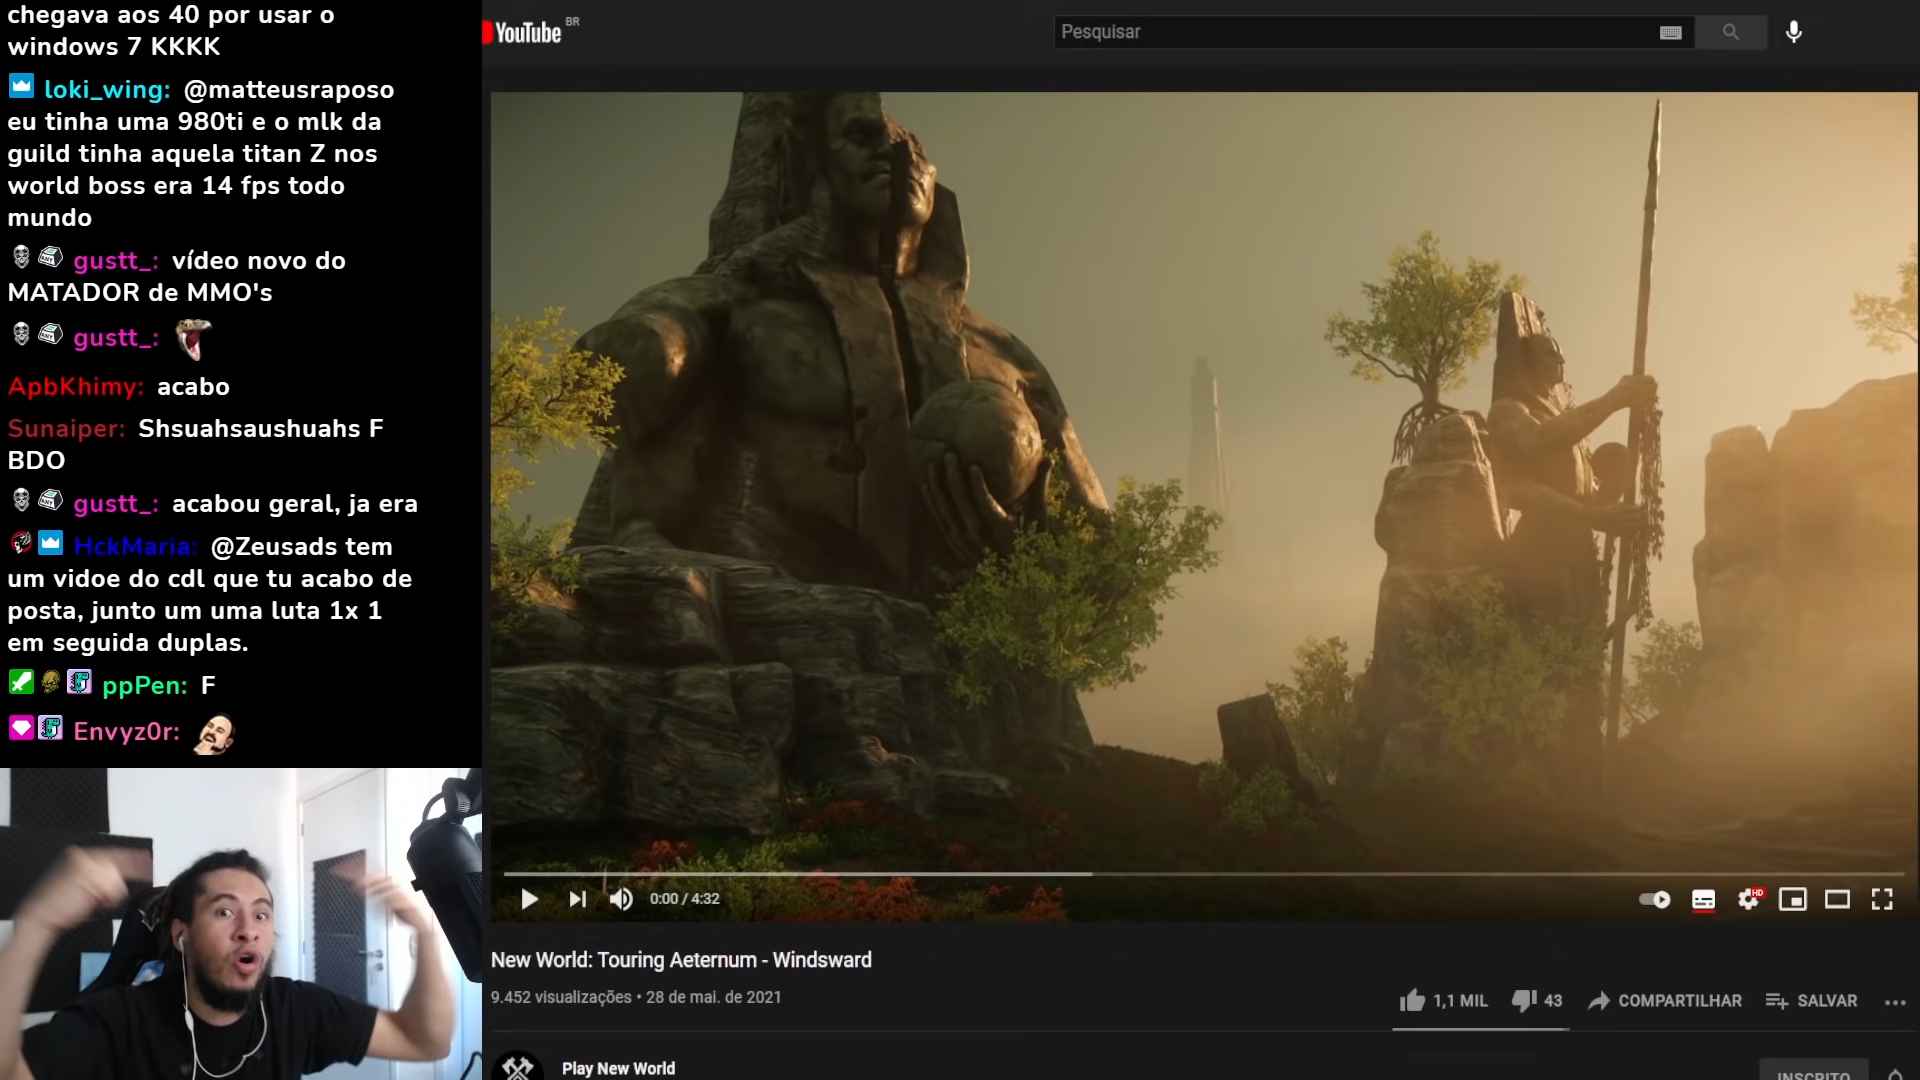 chegava aos 40 por usar o
windows 7 KKKK
loki_wing: @matteusraposo
eu tinha uma 980ti e o mlk da
guild tinha aquela titan Z nos
world boss era 14 fps todo
mundo
gustt_: vídeo novo do
MATADOR de MMO's
gustt_:
ApbKhimy: acabo
Sunaiper: Shsuahsaushuahs F
BDO
gustt_: acabou geral, ja era
HckMaria: @Zeusads tem
um vidoe do cdl que tu acabo de
posta, junto um uma luta 1x 1
em seguida duplas.
ppPen: F
Envyz0r:
YouTube BR
Pesquisar
0:00 / 4:32
HD
New World: Touring Aeternum - Windsward
9.452 visualizações • 28 de mai. de 2021
1,1 MIL
43
COMPARTILHAR
SALVAR
Play New World
INSCRITO